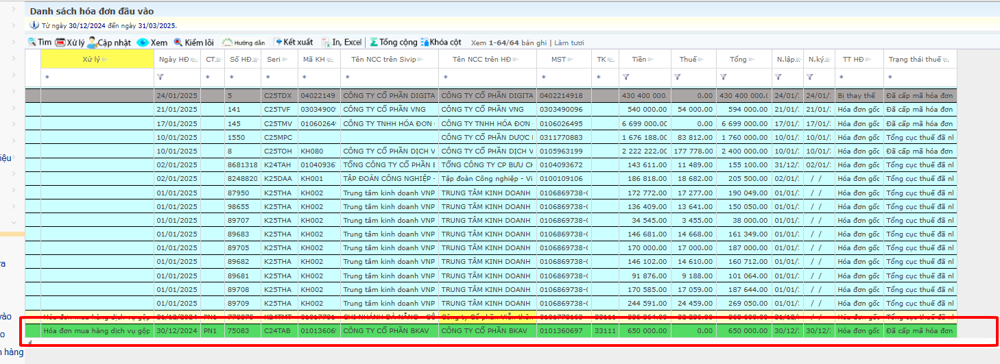 Danh sách hóa đơn đầu vào
Từ ngày 30/12/2024 đến ngày 31/03/2025.
Tìm Xử lý Cập nhật Xem Kiểm lỗi Hướng dẫn Kết xuất In, Excel Tổng cộng Khóa cột Xem 1-64/64 bản ghi | Làm tươi
Xử lý Ngày HĐ... CT... Số HĐ... Seri Mã KH ... Tên NCC trên Sivip Tên NCC trên HĐ MST TK... Tiền Thuế Tổng N.lập... N.ký... TT HĐ Trạng thái thuế ...
* * * * * * * * * * *
24/01/2025 5 C25TDX 04022149 CÔNG TY CỔ PHẦN DIGITA CÔNG TY CỔ PHẦN DIGITA 0402214918 430 400 000. 0.00 430 400 000. 24/01/ 24/01/ Bị thay thế Đã cấp mã hóa đơn
21/01/2025 141 C25TVF 030349009 CÔNG TY CỔ PHẦN VNG CÔNG TY CỔ PHẦN VNG 0303490096 540 000.00 54 000.00 594 000.00 21/01/ 21/01/ Hóa đơn gốc Đã cấp mã hóa đơn
17/01/2025 145 C25TMV 010602649 CÔNG TY TNHH HÓA ĐƠN - CÔNG TY TNHH HÓA ĐƠN - 0106026495 6 699 000.00 0.00 6 699 000.00 17/01/ 17/01/ Hóa đơn gốc Đã cấp mã hóa đơn
10/01/2025 1550 C25MPC CÔNG TY CỔ PHẦN DƯỢC 0311770883 1 676 188.00 83 812.00 1 760 000.00 10/01/ 10/01/ Hóa đơn gốc Tổng cục thuế đã nl
10/01/2025 8 C25TOH KH080 CÔNG TY CỔ PHẦN DỊCH V CÔNG TY CỔ PHẦN DỊCH V 0105963199 2 222 222.00 177 778.00 2 400 000.00 10/01/ 10/01/ Hóa đơn gốc Đã cấp mã hóa đơn
iệu
02/01/2025 8681318 K24TAH 010409367 TỔNG CÔNG TY CỔ PHẦN TỔNG CÔNG TY CP BƯU CH 0104093672 143 611.00 11 489.00 155 100.00 31/12/ 02/01/ Hóa đơn gốc Tổng cục thuế đã nl
02/01/2025 8248820 K25DAA KH001 TẬP ĐOÀN CÔNG NGHIỆP - Tập đoàn Công nghiệp - Vi 0100109106 186 818.00 18 682.00 205 500.00 02/01/ / / Hóa đơn gốc Tổng cục thuế đã nl
01/01/2025 87950 K25THA KH002 Trung tâm kinh doanh VNP TRUNG TÂM KINH DOANH 0106869738-0 172 772.00 17 277.00 190 049.00 01/01/ / / Hóa đơn gốc Tổng cục thuế đã nl
01/01/2025 98655 K25THA KH002 Trung tâm kinh doanh VNP TRUNG TÂM KINH DOANH 0106869738-0 136 409.00 13 641.00 150 050.00 01/01/ / / Hóa đơn gốc Tổng cục thuế đã nl
01/01/2025 89707 K25THA KH002 Trung tâm kinh doanh VNP TRUNG TÂM KINH DOANH 0106869738-0 34 545.00 3 455.00 38 000.00 01/01/ / / Hóa đơn gốc Tổng cục thuế đã nl
01/01/2025 89683 K25THA KH002 Trung tâm kinh doanh VNP TRUNG TÂM KINH DOANH 0106869738-0 146 681.00 14 668.00 161 349.00 01/01/ / / Hóa đơn gốc Tổng cục thuế đã nl
01/01/2025 89705 K25THA KH002 Trung tâm kinh doanh VNP TRUNG TÂM KINH DOANH 0106869738-0 170 000.00 17 000.00 187 000.00 01/01/ / / Hóa đơn gốc Tổng cục thuế đã nl
01/01/2025 89682 K25THA KH002 Trung tâm kinh doanh VNP TRUNG TÂM KINH DOANH 0106869738-0 146 102.00 14 610.00 160 712.00 01/01/ / / Hóa đơn gốc Tổng cục thuế đã nl
ra
01/01/2025 89681 K25THA KH002 Trung tâm kinh doanh VNP TRUNG TÂM KINH DOANH 0106869738-0 91 876.00 9 188.00 101 064.00 01/01/ / / Hóa đơn gốc Tổng cục thuế đã nl
01/01/2025 89708 K25THA KH002 Trung tâm kinh doanh VNP TRUNG TÂM KINH DOANH 0106869738-0 170 585.00 17 059.00 187 644.00 01/01/ / / Hóa đơn gốc Tổng cục thuế đã nl
01/01/2025 89709 K25THA KH002 Trung tâm kinh doanh VNP TRUNG TÂM KINH DOANH 0106869738-0 244 591.00 24 459.00 269 050.00 01/01/ / / Hóa đơn gốc Tổng cục thuế đã nl
vào
Hóa đơn mua hàng dịch vụ gộp 31/12/2024 PN1 K24TMT CHI NHÁNH ĐÀ NẴNG - Công ty Cổ phần Viễn thôn 33111 Hóa đơn gốc Tổng cục thuế đã nl
Hóa đơn mua hàng dịch vụ gộp 30/12/2024 PN1 75083 C24TAB 01013606 CÔNG TY CỔ PHẦN BKAV CÔNG TY CỔ PHẦN BKAV 0101360697 33111 650 000.00 0.00 650 000.00 30/12/ 30/12/ Hóa đơn gốc Đã cấp mã hóa đơn
o
n hàng